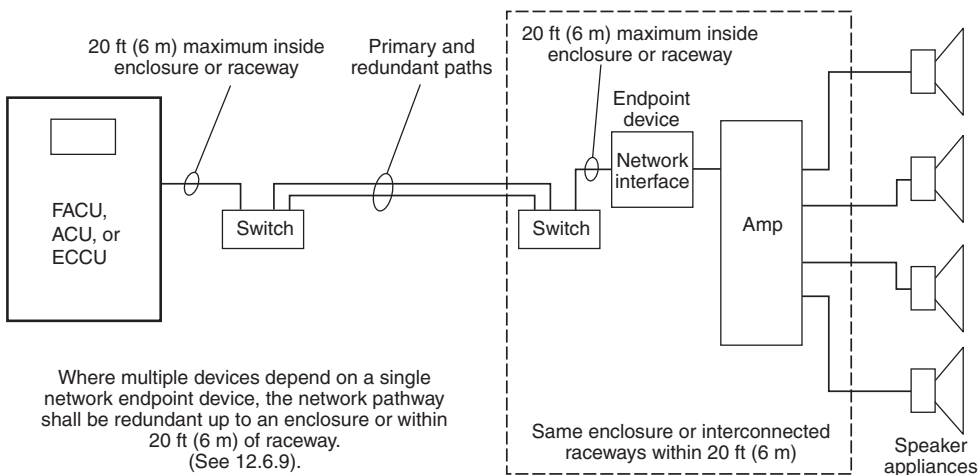 20 ft (6 m) maximum inside
enclosure or raceway
Primary and
redundant paths
20 ft (6 m) maximum inside
enclosure or raceway
Endpoint
device
Network
interface
FACU,
ACU, or
ECCU
Switch
Switch
Amp
Where multiple devices depend on a single
network endpoint device, the network pathway
shall be redundant up to an enclosure or within
20 ft (6 m) of raceway.
(See 12.6.9).
Same enclosure or interconnected
raceways within 20 ft (6 m)
Speaker
appliances